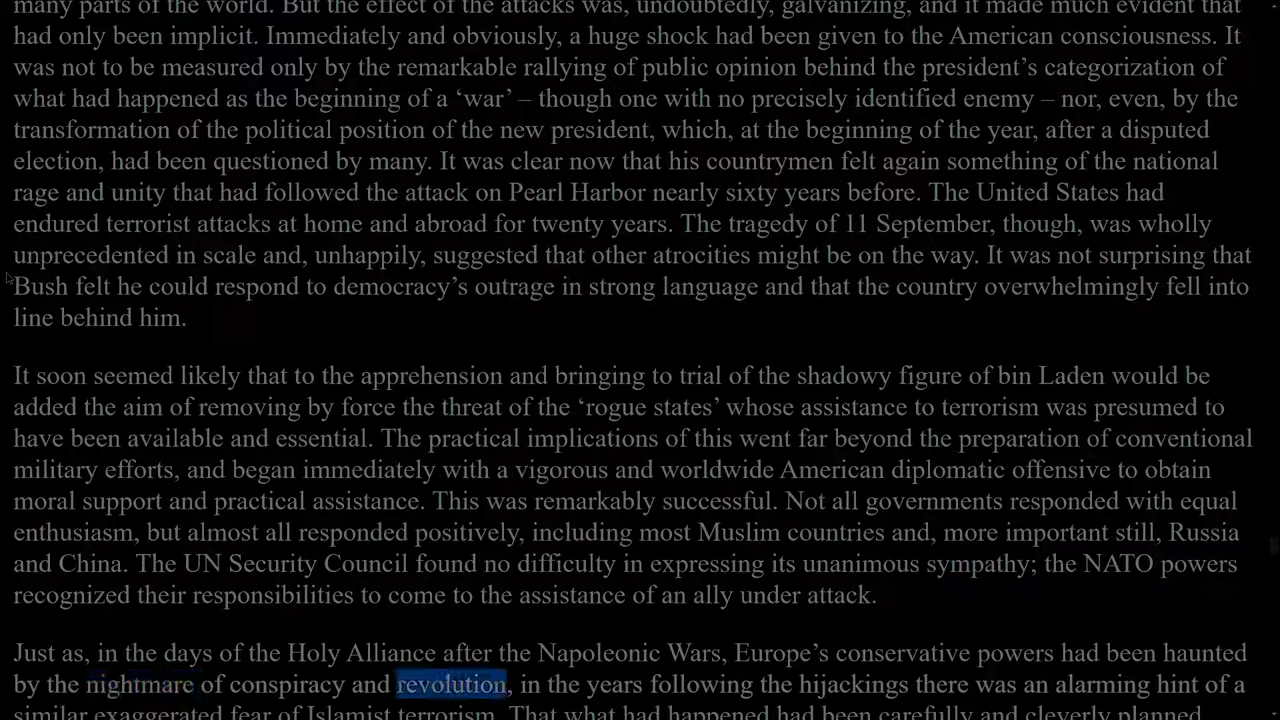 many parts of the world. But the effect of the attacks was, undoubtedly, galvanizing, and it made much evident that
had only been implicit. Immediately and obviously, a huge shock had been given to the American consciousness. It
was not to be measured only by the remarkable rallying of public opinion behind the president’s categorization of
what had happened as the beginning of a ‘war’ – though one with no precisely identified enemy – nor, even, by the
transformation of the political position of the new president, which, at the beginning of the year, after a disputed
election, had been questioned by many. It was clear now that his countrymen felt again something of the national
rage and unity that had followed the attack on Pearl Harbor nearly sixty years before. The United States had
endured terrorist attacks at home and abroad for twenty years. The tragedy of 11 September, though, was wholly
unprecedented in scale and, unhappily, suggested that other atrocities might be on the way. It was not surprising that
Bush felt he could respond to democracy’s outrage in strong language and that the country overwhelmingly fell into
line behind him.
It soon seemed likely that to the apprehension and bringing to trial of the shadowy figure of bin Laden would be
added the aim of removing by force the threat of the ‘rogue states’ whose assistance to terrorism was presumed to
have been available and essential. The practical implications of this went far beyond the preparation of conventional
military efforts, and began immediately with a vigorous and worldwide American diplomatic offensive to obtain
moral support and practical assistance. This was remarkably successful. Not all governments responded with equal
enthusiasm, but almost all responded positively, including most Muslim countries and, more important still, Russia
and China. The UN Security Council found no difficulty in expressing its unanimous sympathy; the NATO powers
recognized their responsibilities to come to the assistance of an ally under attack.
Just as, in the days of the Holy Alliance after the Napoleonic Wars, Europe’s conservative powers had been haunted
by the nightmare of conspiracy and revolution, in the years following the hijackings there was an alarming hint of a
similar exaggerated fear of Islamist terrorism. That what had happened had been carefully and cleverly planned